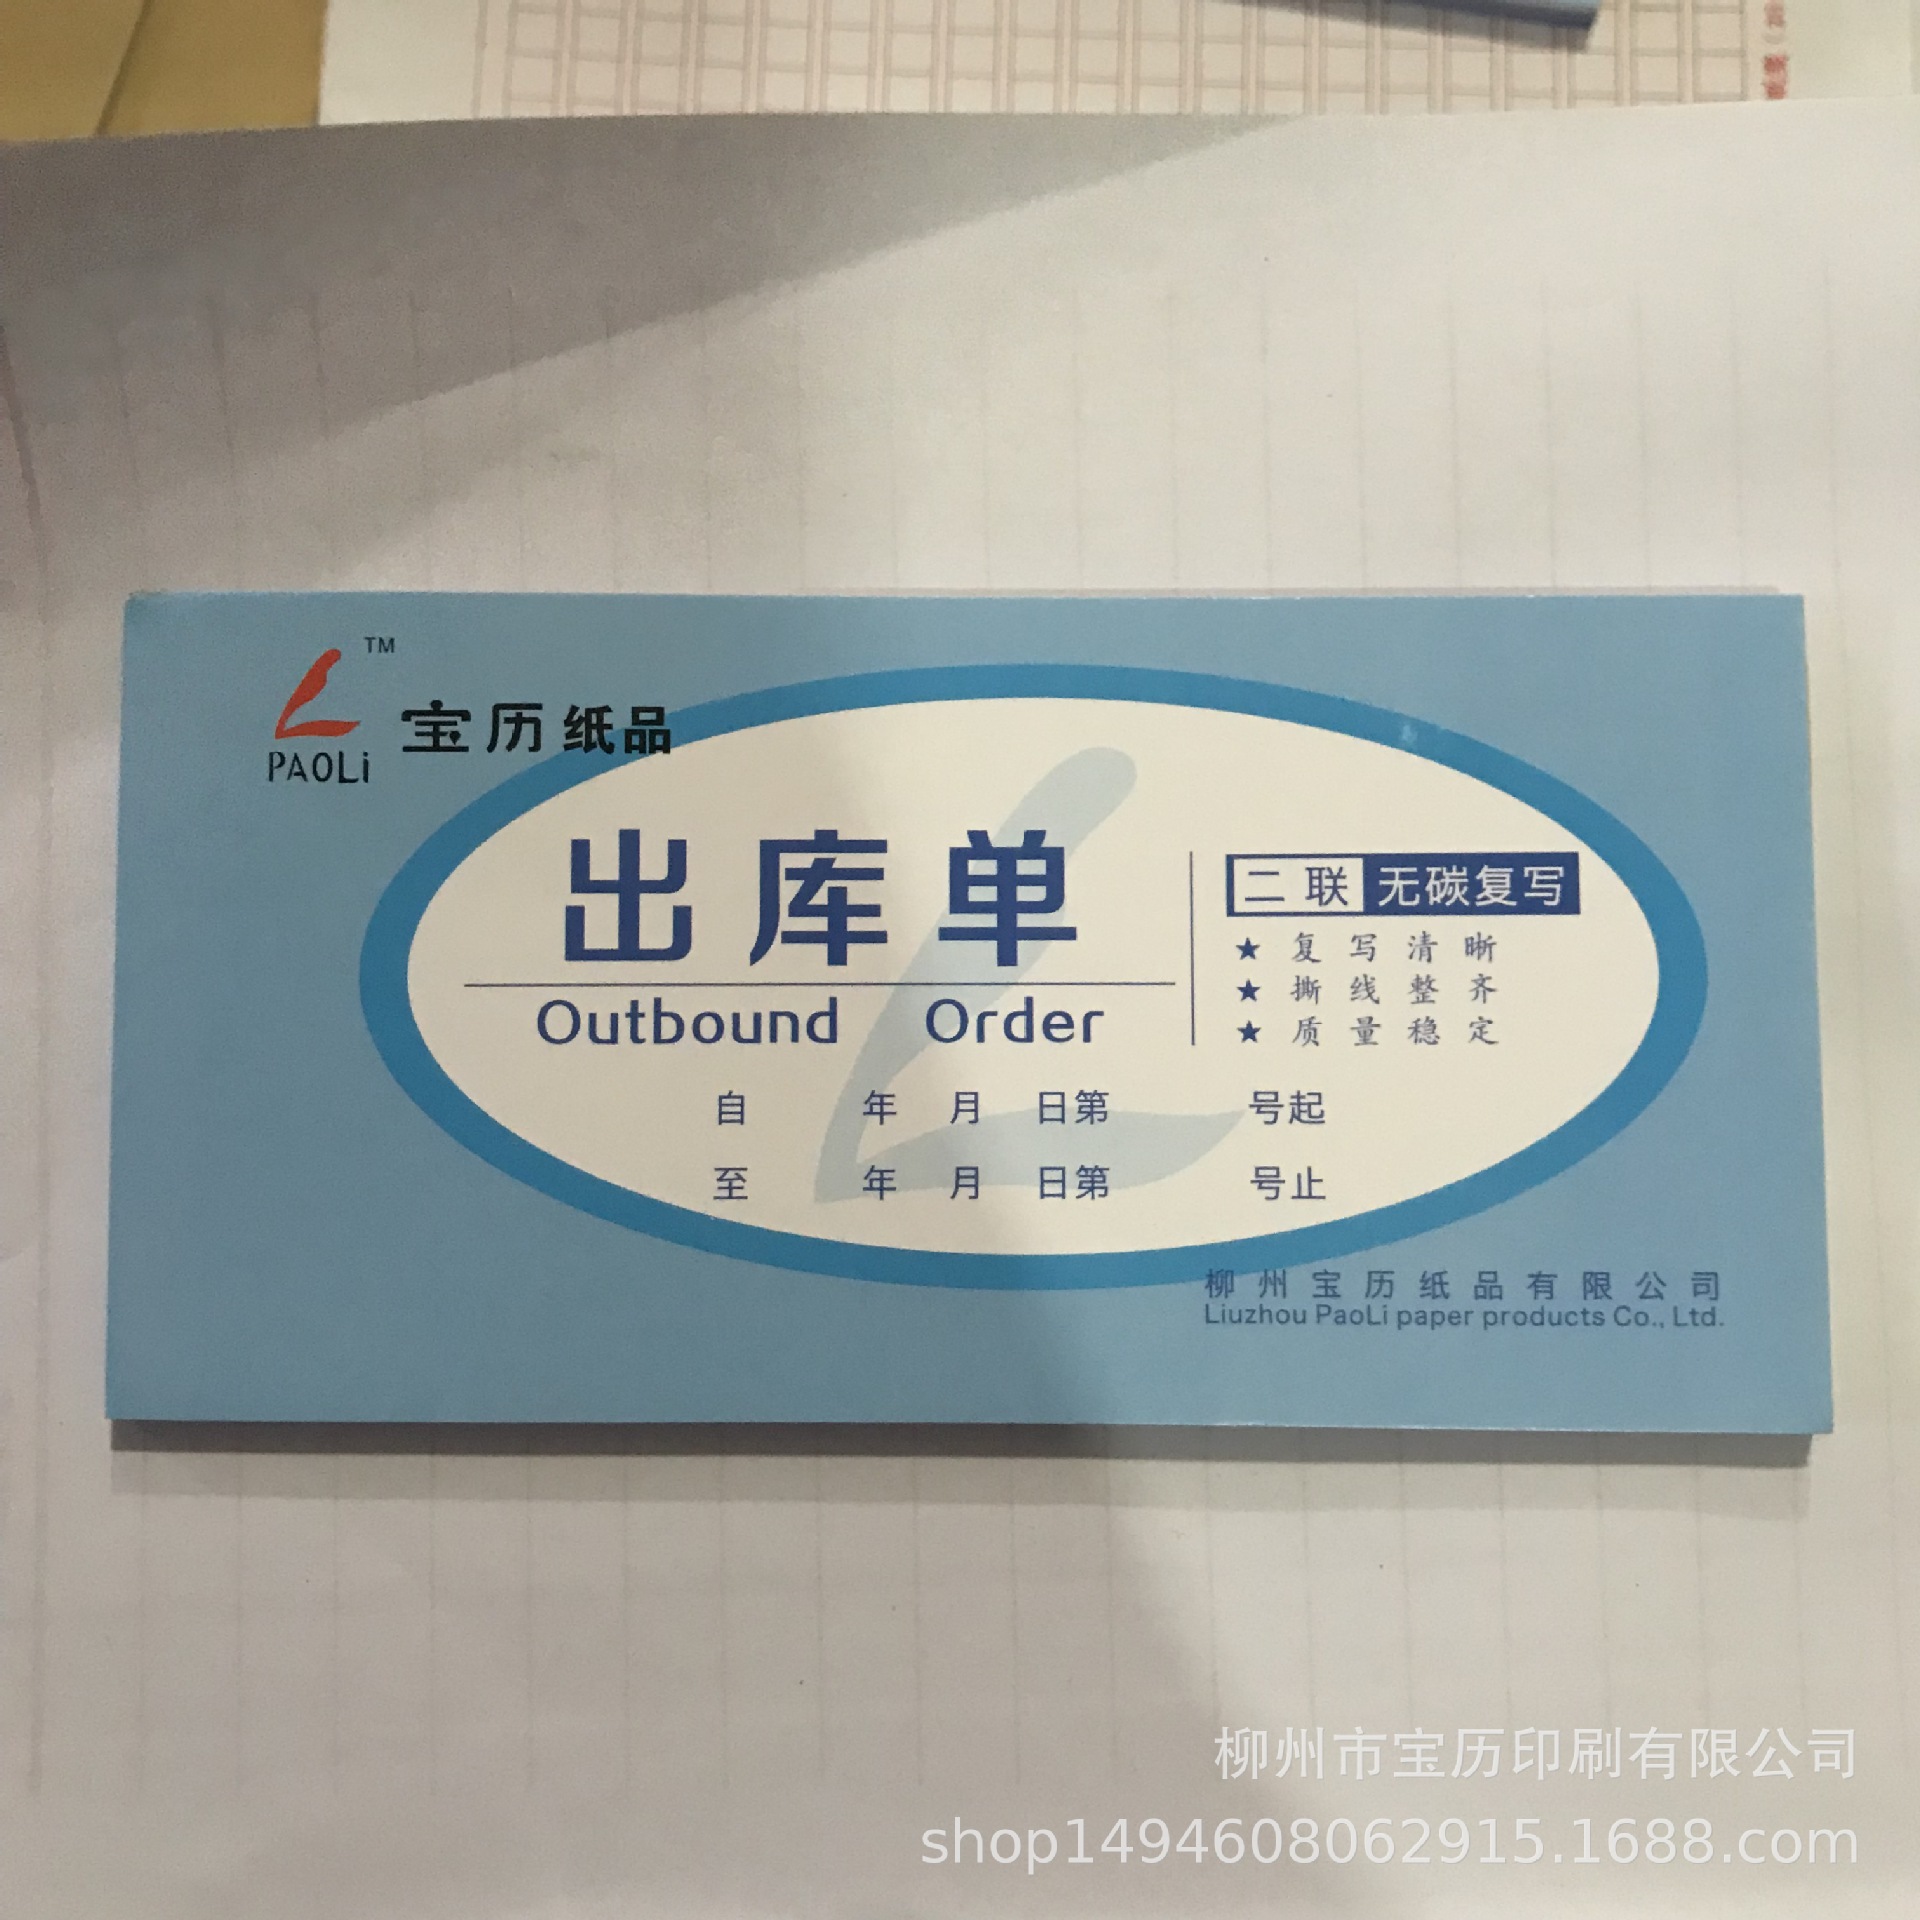 TM
PAOLi
宝历纸品
出库单
Outbound Order
二联 无碳复写
★ 复写清晰
★ 撕线整齐
★ 质量稳定
自 年 月 日第 号起
至 年 月 日第 号止
柳州宝历纸品有限公司
Liuzhou PaoLi paper products Co., Ltd.
柳州市宝历印刷有限公司
shop1494608062915.1688.com